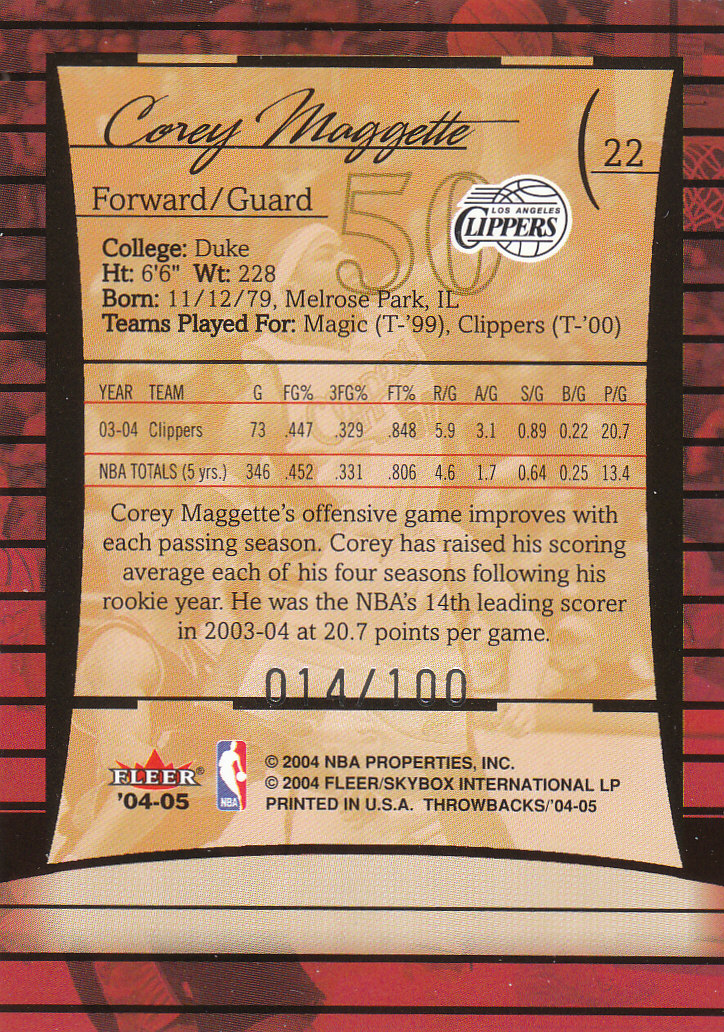 Corey Maggette
22
Forward/Guard
50
LOS ANGELES
CLIPPERS
College: Duke
Ht: 6'6" Wt: 228
Born: 11/12/79, Melrose Park, IL
Teams Played For: Magic (T-'99), Clippers (T-'00)
YEAR TEAM G FG% 3FG% FT% R/G A/G S/G B/G P/G
03-04 Clippers 73 .447 .329 .848 5.9 3.1 0.89 0.22 20.7
NBA TOTALS (5 yrs.) 346 .452 .331 .806 4.6 1.7 0.64 0.25 13.4
Corey Maggette's offensive game improves with
each passing season. Corey has raised his scoring
average each of his four seasons following his
rookie year. He was the NBA's 14th leading scorer
in 2003-04 at 20.7 points per game.
014/100
FLEER®
'04-05
NBA
© 2004 NBA PROPERTIES, INC.
© 2004 FLEER/SKYBOX INTERNATIONAL LP
PRINTED IN U.S.A. THROWBACKS/'04-05